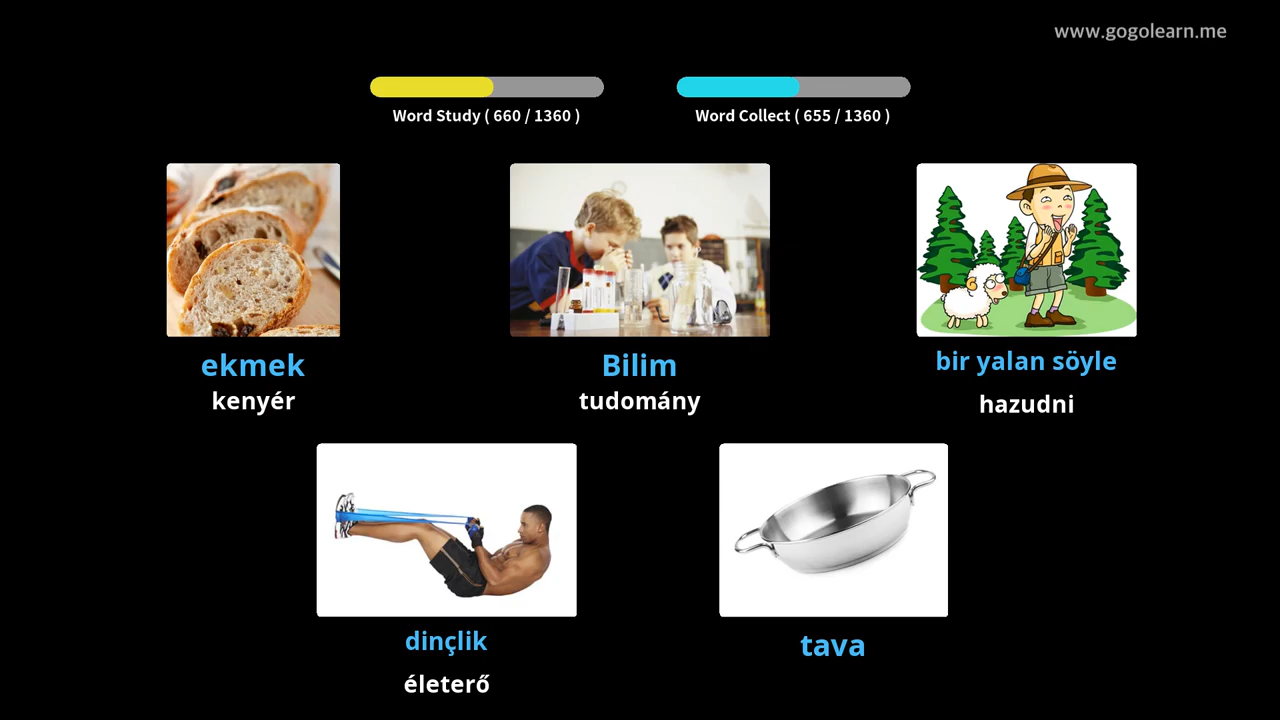 www.gogolearn.me
Word Study ( 660 / 1360 )
Word Collect ( 655 / 1360 )
ekmek
kenyér
Bilim
tudomány
bir yalan söyle
hazudni
dinçlik
életerő
tava